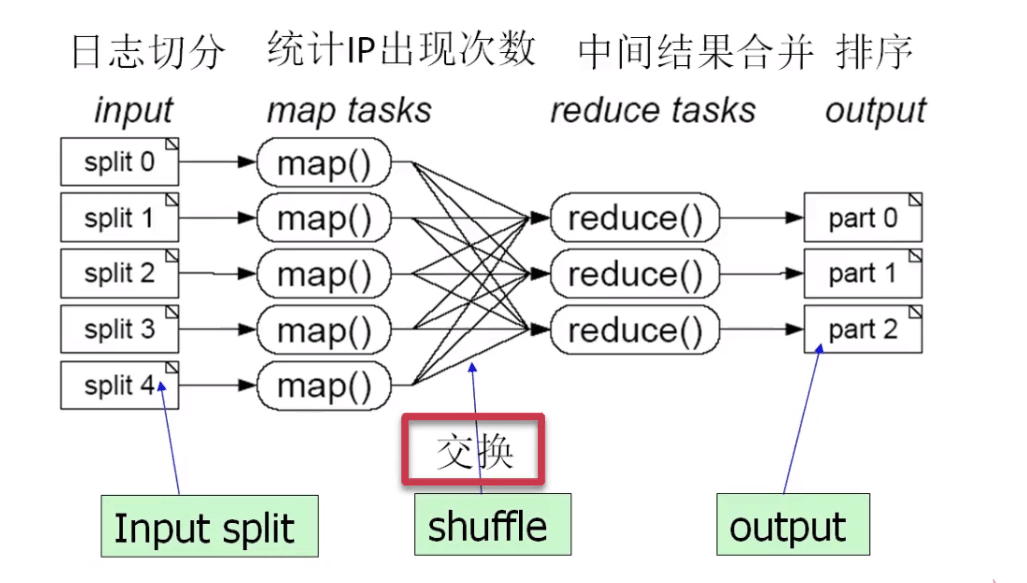 日志切分 统计IP出现次数 中间结果合并 排序
input map tasks reduce tasks output
split 0 map()
split 1 map() reduce() part 0
split 2 map() reduce() part 1
split 3 map() reduce() part 2
split 4 map()
交换
Input split shuffle output